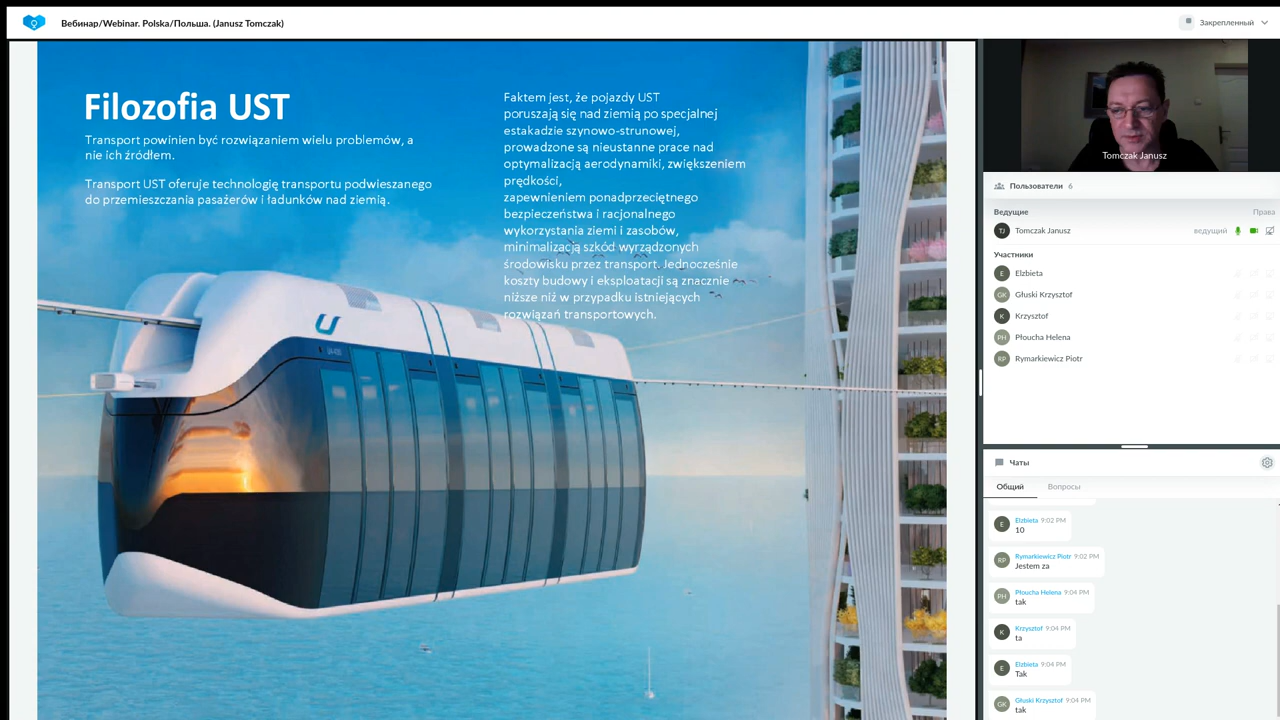 Вебинар/Webinar. Polska/Польша. (Janusz Tomczak)
Закрепленный
Filozofia UST
Transport powinien być rozwiązaniem wielu problemów, a
nie ich źródłem.
Transport UST oferuje technologię transportu podwieszanego
do przemieszczania pasażerów i ładunków nad ziemią.
Faktem jest, że pojazdy UST
poruszają się nad ziemią po specjalnej
estakadzie szynowo-strunowej,
prowadzone są nieustanne prace nad
optymalizacją aerodynamiki, zwiększeniem
prędkości,
zapewnieniem ponadprzeciętnego
bezpieczeństwa i racjonalnego
wykorzystania ziemi i zasobów,
minimalizacją szkód wyrządzonych
środowisku przez transport. Jednocześnie
koszty budowy i eksploatacji są znacznie
niższe niż w przypadku istniejących
rozwiązań transportowych.
Tomczak Janusz
Пользователи 6
Ведущие Права
TJ Tomczak Janusz ведущий
Участники
E Elzbieta
GK Głuski Krzysztof
K Krzysztof
PH Płoucha Helena
RP Rymarkiewicz Piotr
Чаты
Общий Вопросы
E Elzbieta 9:02 PM
10
RP Rymarkiewicz Piotr 9:02 PM
Jestem za
PH Płoucha Helena 9:04 PM
tak
K Krzysztof 9:04 PM
ta
E Elzbieta 9:04 PM
Tak
GK Głuski Krzysztof 9:04 PM
tak